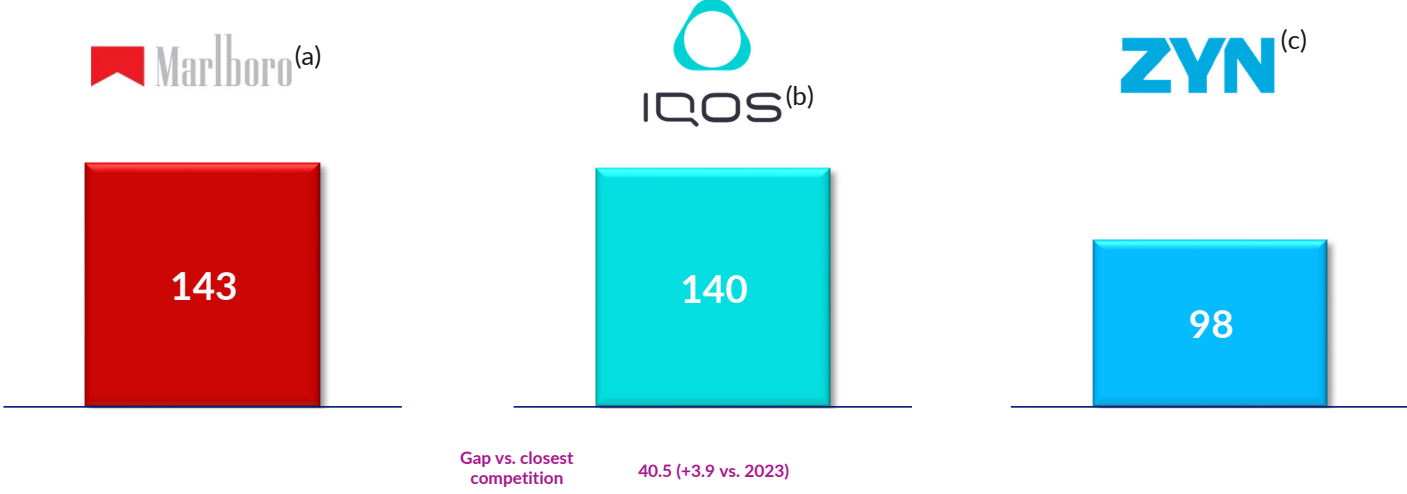 Marlboro(a)
IQOS(b)
ZYN(c)
143
140
98
Gap vs. closest
competition
40.5 (+3.9 vs. 2023)